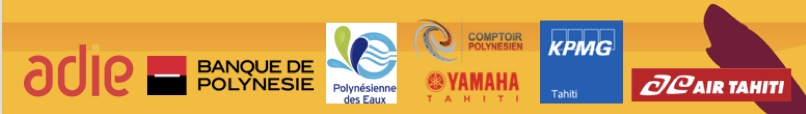 adie
BANQUE DE
POLYNESIE
Polynésienne
des Eaux
COMPTOIR
POLYNESIEN
YAMAHA
TAHITI
KPMG
Tahiti
AIR TAHITI